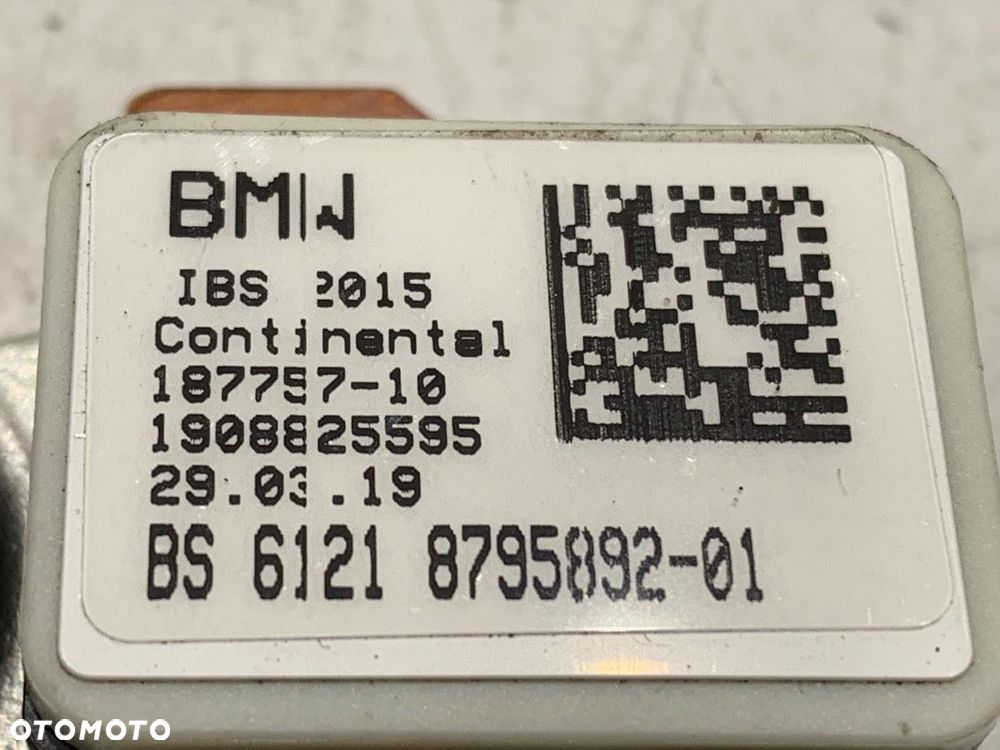 BMW
IBS 2015
Continental
187757-10
1908825595
29.03.19
BS 6121 8795892-01
OTOMOTO